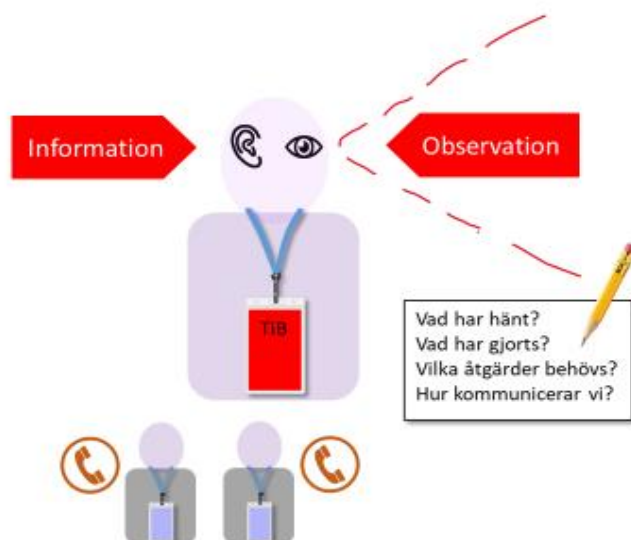 Information
Observation
TiB
Vad har hänt?
Vad har gjorts?
Vilka åtgärder behövs?
Hur kommunicerar vi?